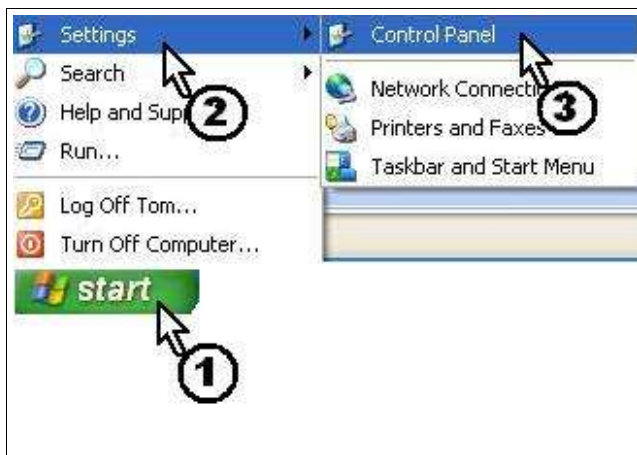 Settings
Search
Help and Sup
2
Run...
Log Off Tom...
Turn Off Computer...
start
1
Control Panel
Network Connecti
3
Printers and Faxes
Taskbar and Start Menu